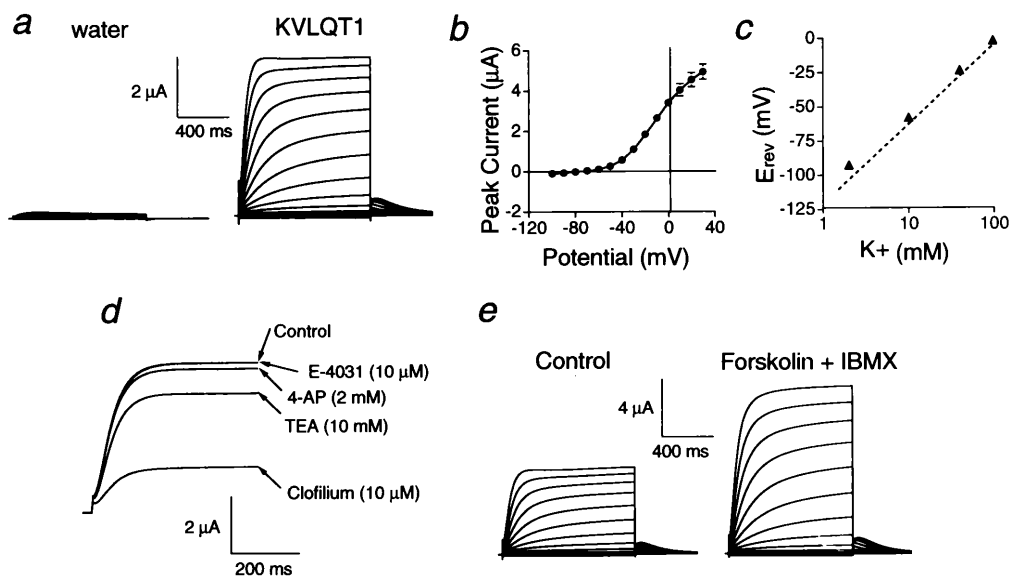 a
water
KVLQT1
2 µA
400 ms
b
Peak Current (µA)
6
4
2
0
-2
-120 -80 -40 0 40
Potential (mV)
c
Erev (mV)
0
-25
-50
-75
-100
-125
1 10 100
K+ (mM)
d
Control
E-4031 (10 µM)
4-AP (2 mM)
TEA (10 mM)
Clofilium (10 µM)
2 µA
200 ms
e
Control
Forskolin + IBMX
4 µA
400 ms